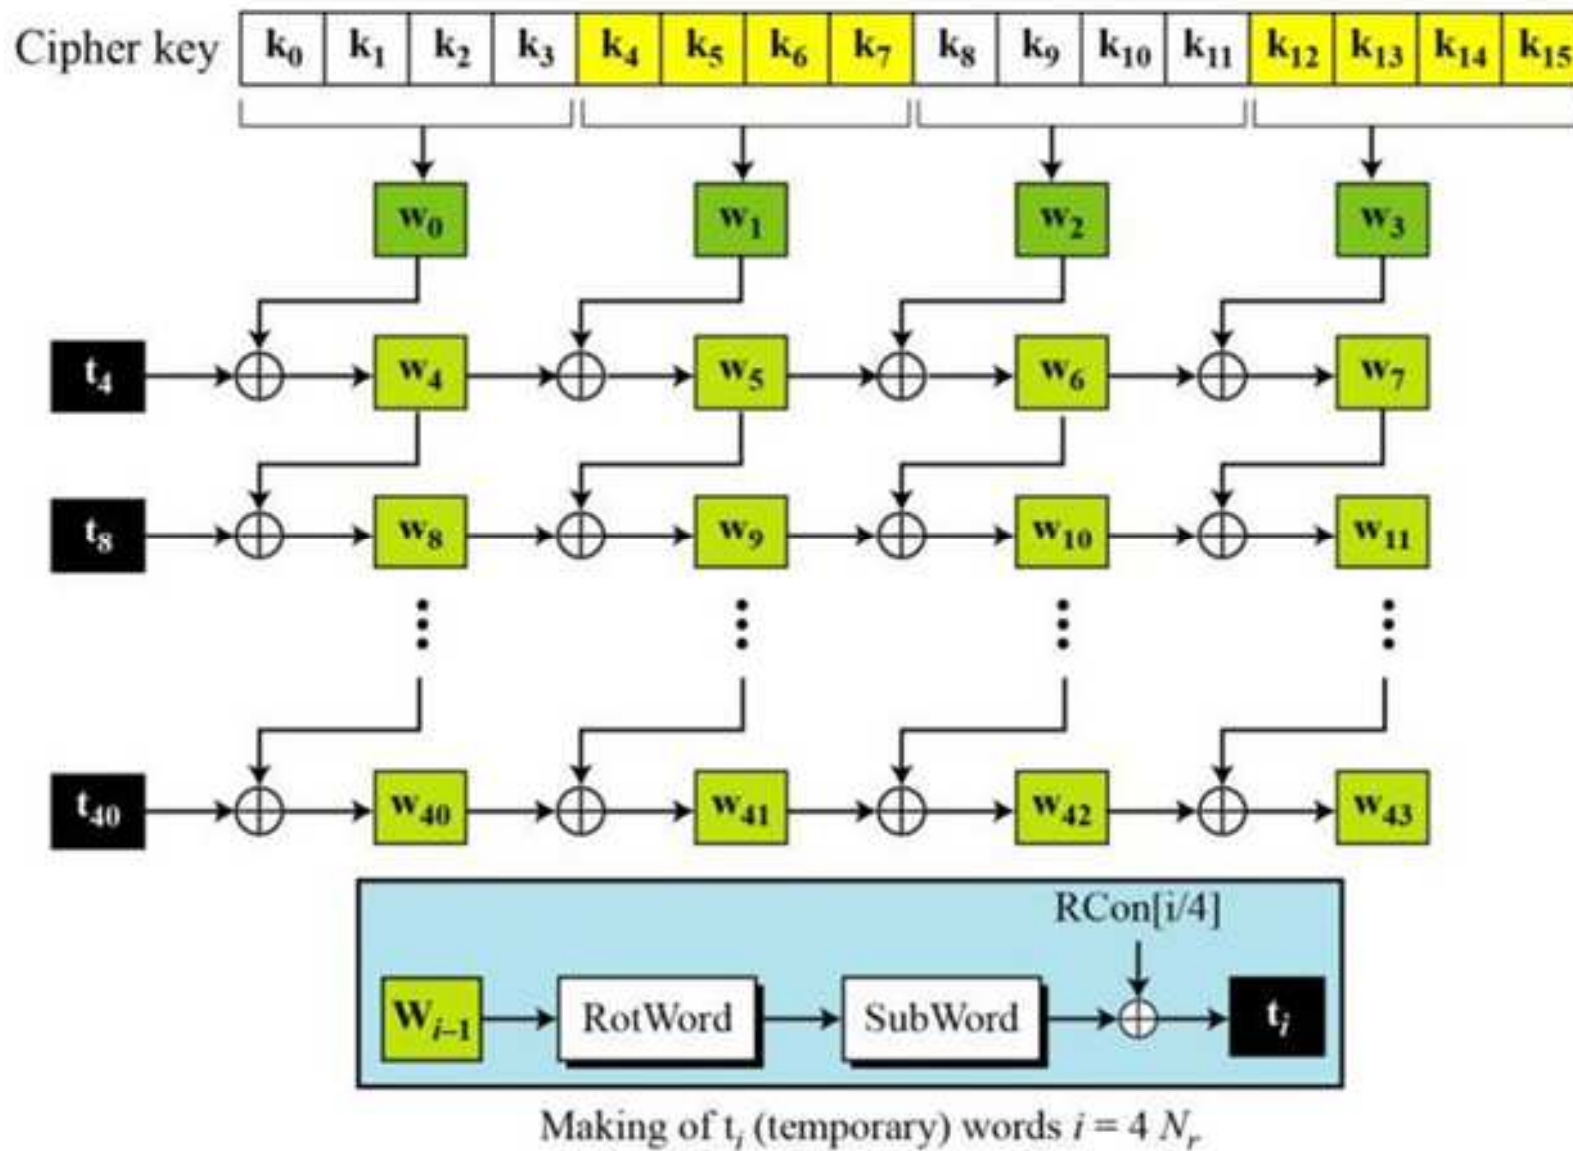 Cipher key k₀ k₁ k₂ k₃ k₄ k₅ k₆ k₇ k₈ k₉ k₁₀ k₁₁ k₁₂ k₁₃ k₁₄ k₁₅
w₀ w₁ w₂ w₃
t₄ w₄ w₅ w₆ w₇
t₈ w₈ w₉ w₁₀ w₁₁
t₄₀ w₄₀ w₄₁ w₄₂ w₄₃
RCon[i/4]
Wᵢ₋₁ RotWord SubWord tᵢ
Making of tᵢ (temporary) words i = 4 Nᵣ